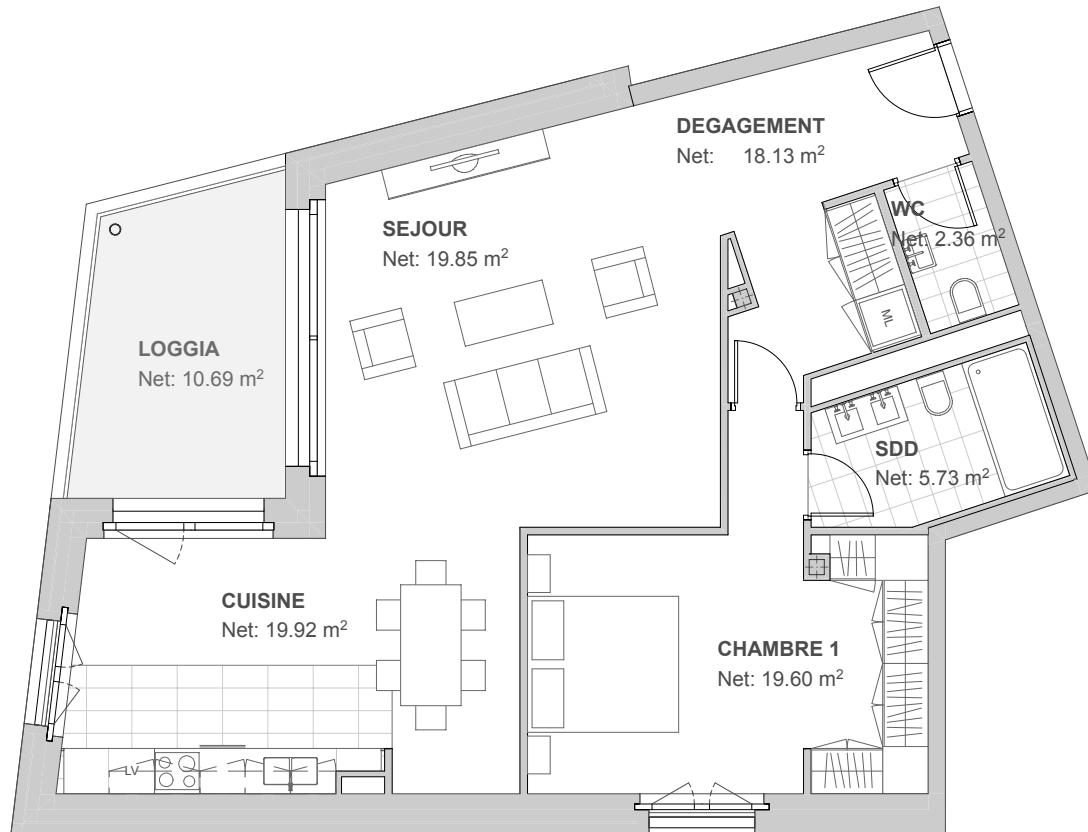 DEGAGEMENT
Net: 18.13 m²
WC
Net: 2.36 m²
SEJOUR
Net: 19.85 m²
ML
LOGGIA
Net: 10.69 m²
SDD
Net: 5.73 m²
CUISINE
Net: 19.92 m²
CHAMBRE 1
Net: 19.60 m²
LV